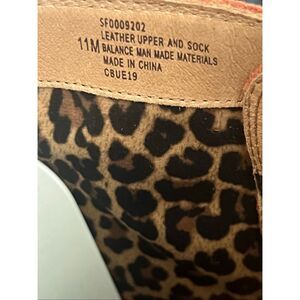 SF0009202
LEATHER UPPER AND SOCK
11M BALANCE MAN MADE MATERIALS
MADE IN CHINA
CBUE19